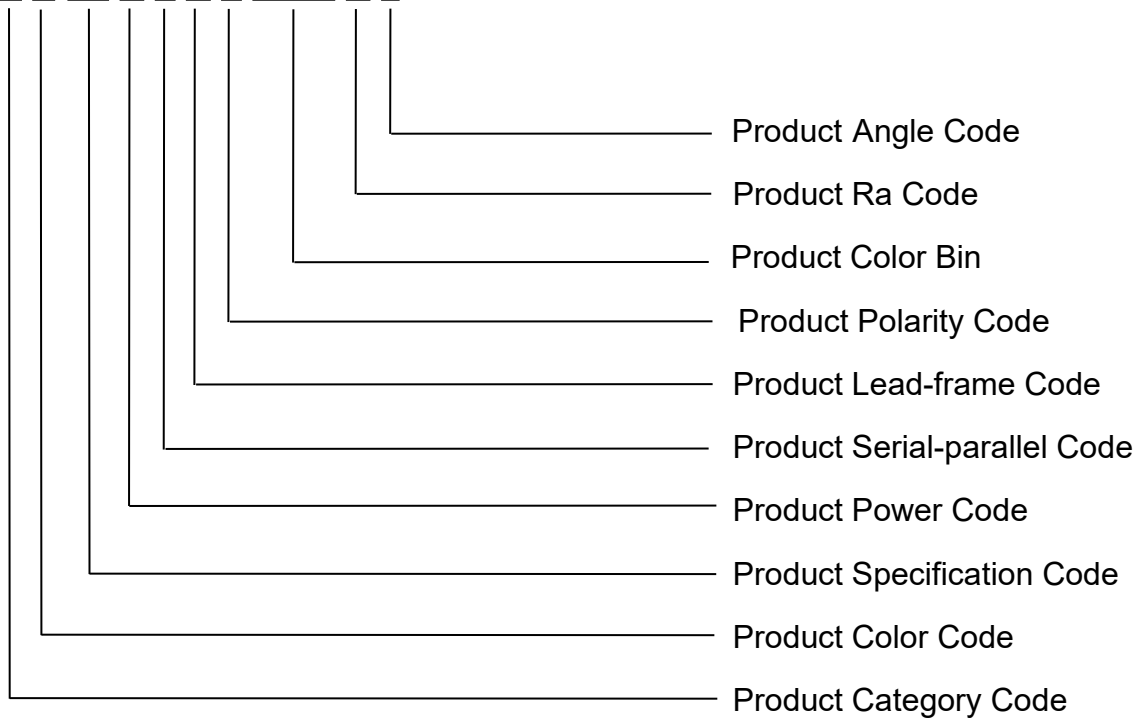 Product Angle Code
Product Ra Code
Product Color Bin
Product Polarity Code
Product Lead-frame Code
Product Serial-parallel Code
Product Power Code
Product Specification Code
Product Color Code
Product Category Code